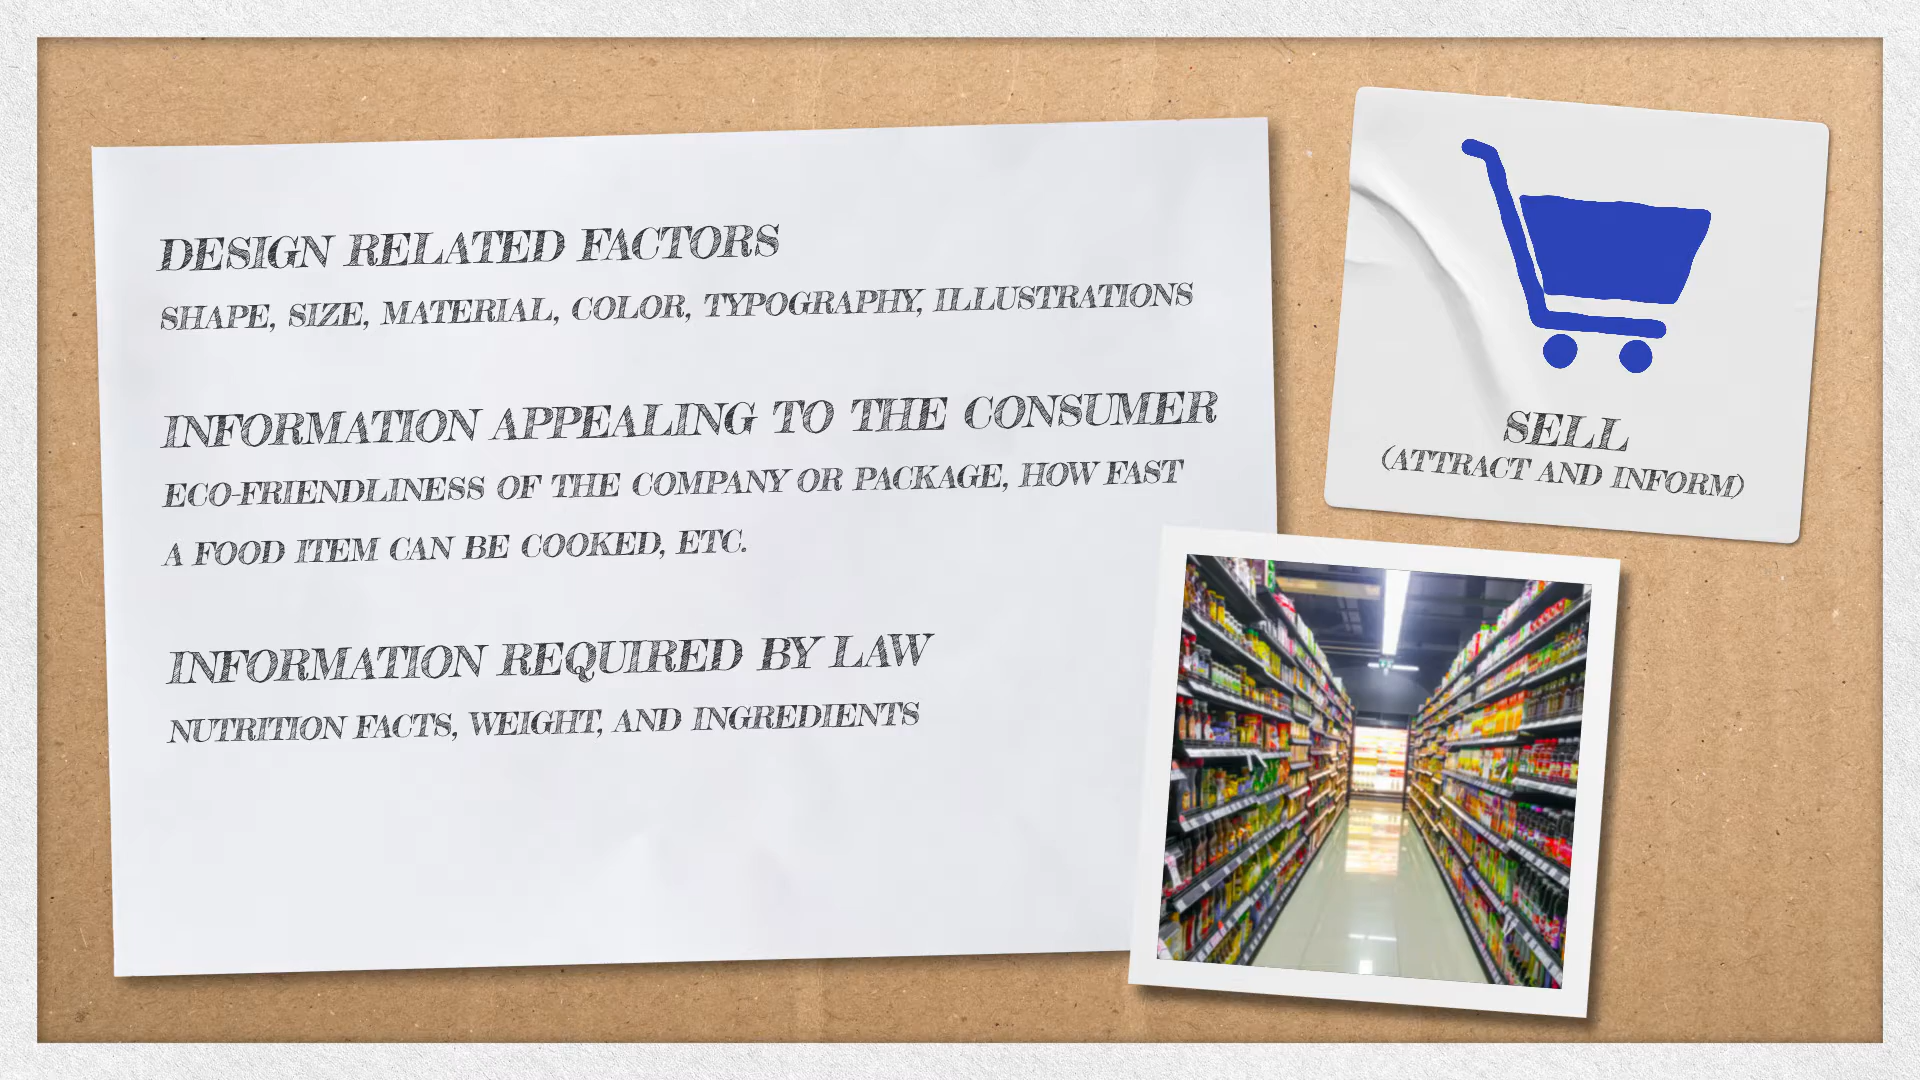 DESIGN RELATED FACTORS
SHAPE, SIZE, MATERIAL, COLOR, TYPOGRAPHY, ILLUSTRATIONS
INFORMATION APPEALING TO THE CONSUMER
ECO-FRIENDLINESS OF THE COMPANY OR PACKAGE, HOW FAST
A FOOD ITEM CAN BE COOKED, ETC.
INFORMATION REQUIRED BY LAW
NUTRITION FACTS, WEIGHT, AND INGREDIENTS
SELL
(ATTRACT AND INFORM)